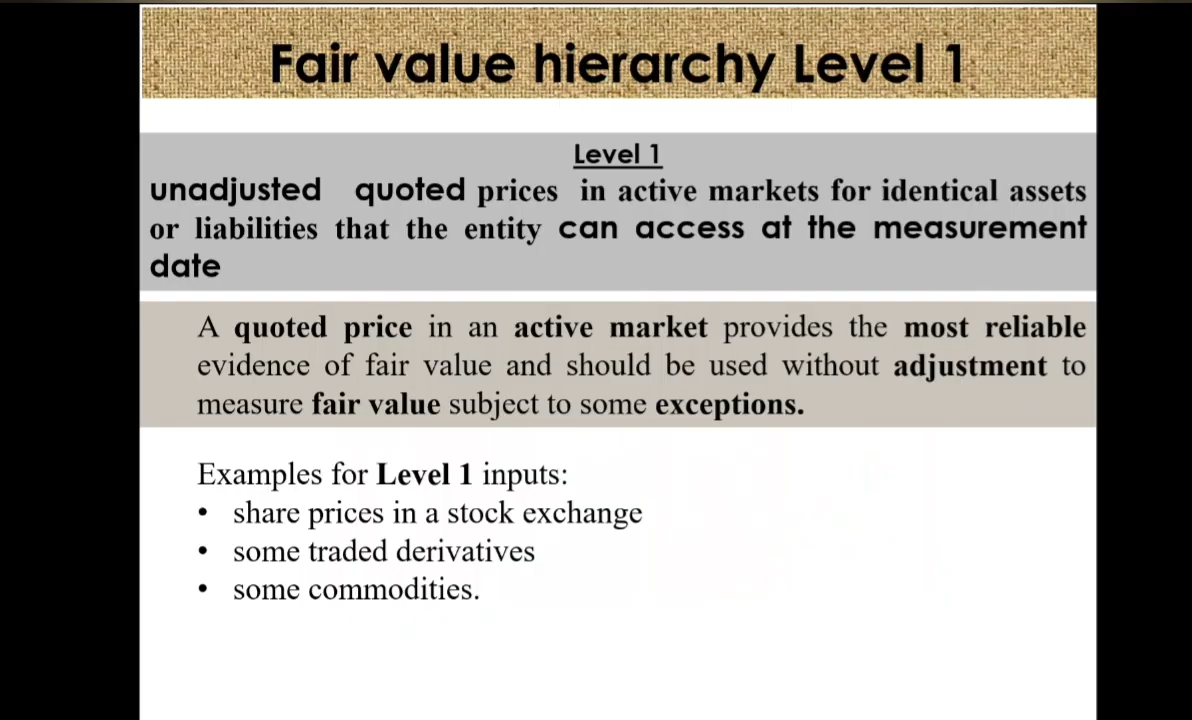 Fair value hierarchy Level 1
Level 1
unadjusted quoted prices in active markets for identical assets
or liabilities that the entity can access at the measurement
date
A quoted price in an active market provides the most reliable
evidence of fair value and should be used without adjustment to
measure fair value subject to some exceptions.
Examples for Level 1 inputs:
• share prices in a stock exchange
• some traded derivatives
• some commodities.